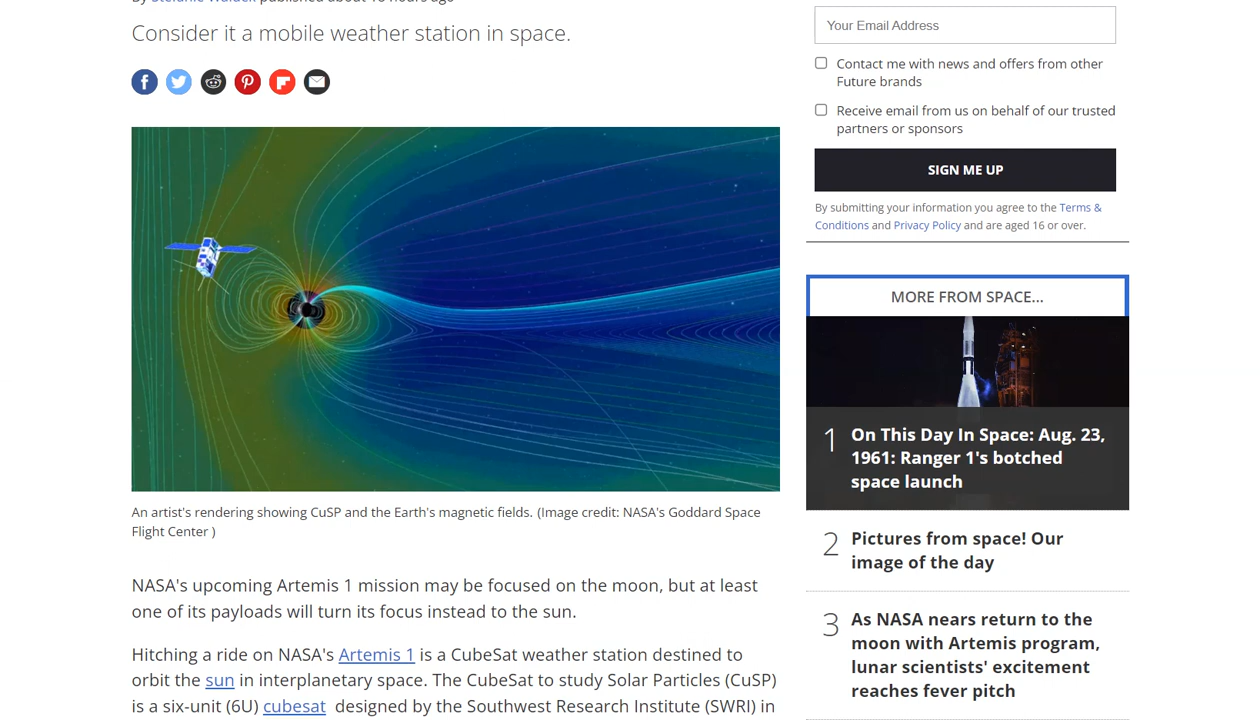 Consider it a mobile weather station in space.
An artist's rendering showing CuSP and the Earth's magnetic fields. (Image credit: NASA's Goddard Space
Flight Center )
NASA's upcoming Artemis 1 mission may be focused on the moon, but at least
one of its payloads will turn its focus instead to the sun.
Hitching a ride on NASA's Artemis 1 is a CubeSat weather station destined to
orbit the sun in interplanetary space. The CubeSat to study Solar Particles (CuSP)
is a six-unit (6U) cubesat designed by the Southwest Research Institute (SWRI) in
Your Email Address
Contact me with news and offers from other
Future brands
Receive email from us on behalf of our trusted
partners or sponsors
SIGN ME UP
By submitting your information you agree to the Terms &
Conditions and Privacy Policy and are aged 16 or over.
MORE FROM SPACE...
1 On This Day In Space: Aug. 23,
1961: Ranger 1's botched
space launch
2 Pictures from space! Our
image of the day
3 As NASA nears return to the
moon with Artemis program,
lunar scientists' excitement
reaches fever pitch